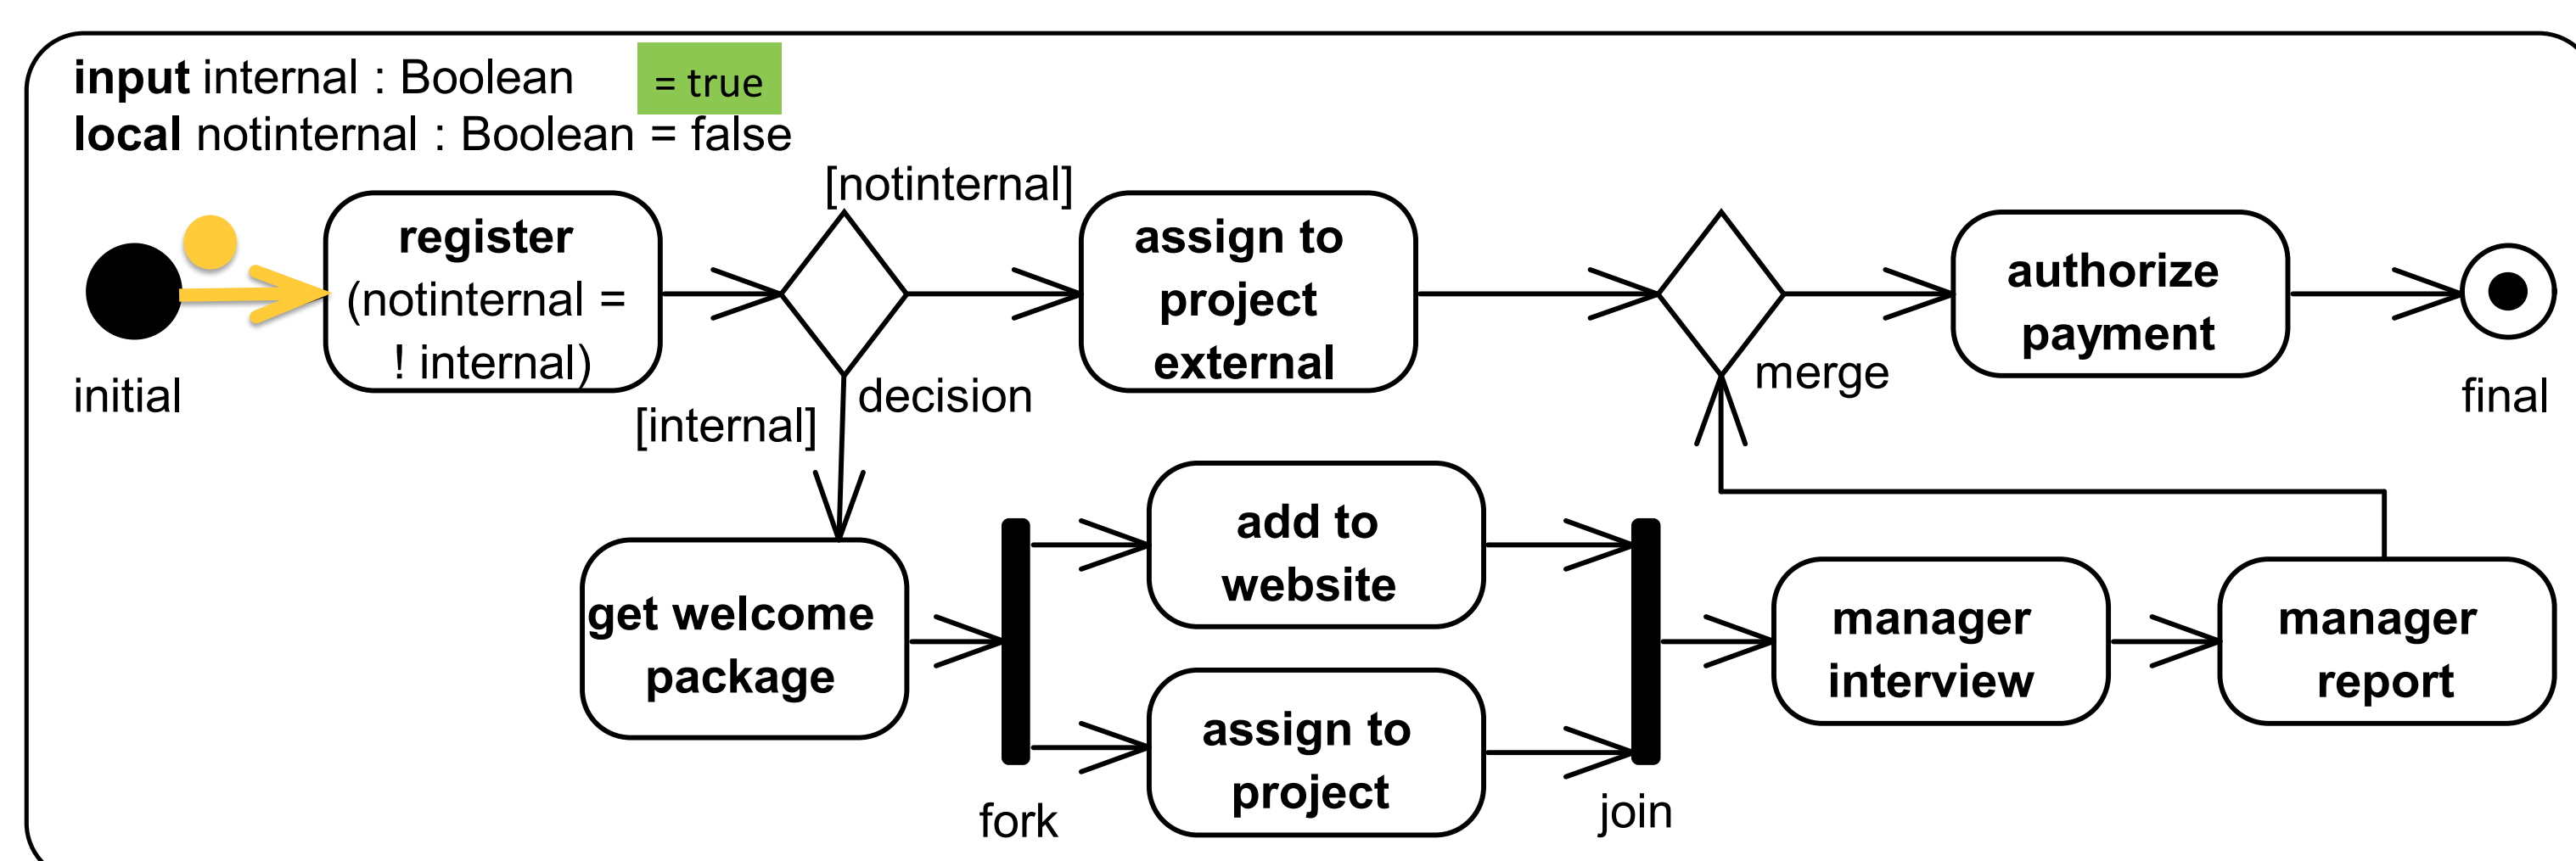 input internal : Boolean = true
local notinternal : Boolean = false
[notinternal]
register
(notinternal =
! internal)
assign to
project
external
authorize
payment
initial
[internal]
decision
merge
final
get welcome
package
add to
website
assign to
project
manager
interview
manager
report
fork
join